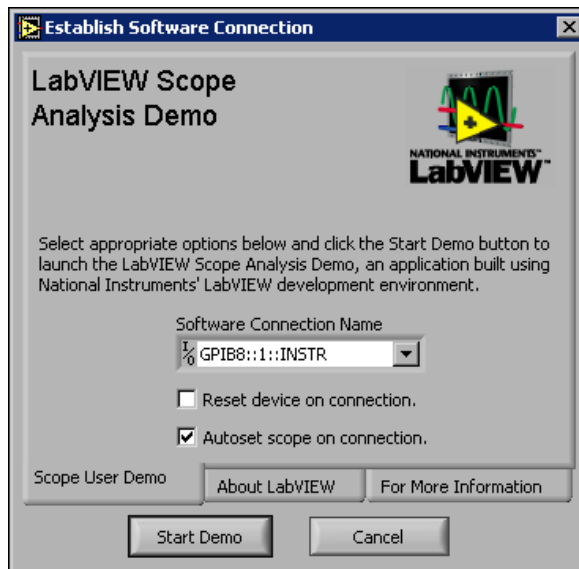 Establish Software Connection
LabVIEW Scope
Analysis Demo
NATIONAL INSTRUMENTS™
LabVIEW™
Select appropriate options below and click the Start Demo button to
launch the LabVIEW Scope Analysis Demo, an application built using
National Instruments' LabVIEW development environment.
Software Connection Name
I/O GPIB8::1::INSTR
Reset device on connection.
Autoset scope on connection.
Scope User Demo
About LabVIEW
For More Information
Start Demo
Cancel